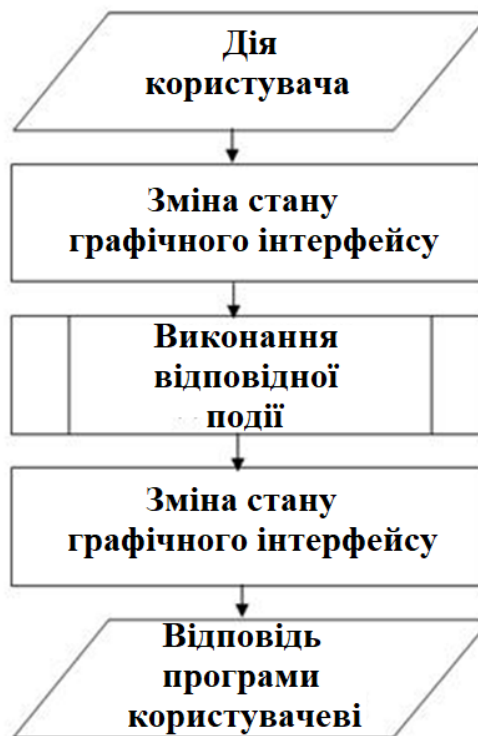 Дія
користувача
Зміна стану
графічного інтерфейсу
Виконання
відповідної
події
Зміна стану
графічного інтерфейсу
Відповідь
програми
користувачеві